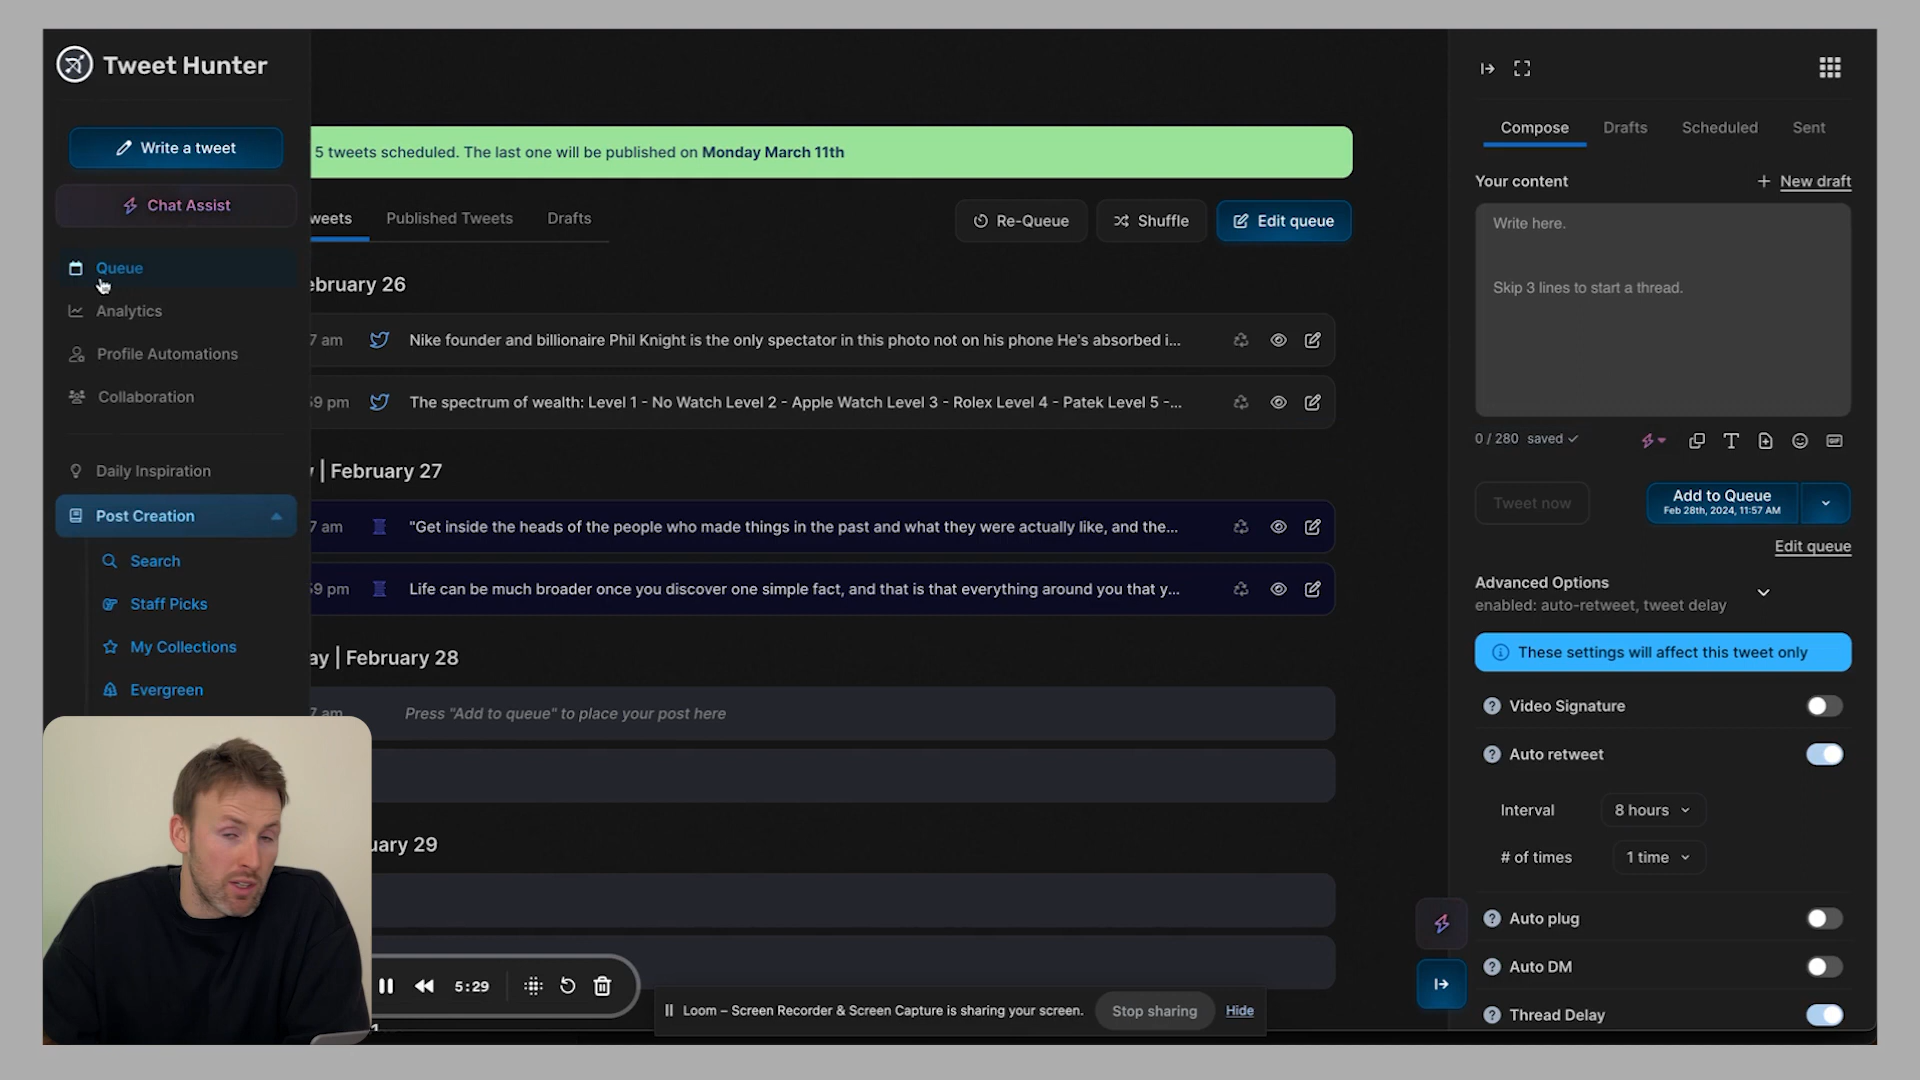 Tweet Hunter
Write a tweet
Chat Assist
Queue
Analytics
Profile Automations
Collaboration
Daily Inspiration
Post Creation
Search
Staff Picks
My Collections
Evergreen
5 tweets scheduled. The last one will be published on Monday March 11th
weets
Published Tweets
Drafts
Re-Queue
Shuffle
Edit queue
ebruary 26
7 am
Nike founder and billionaire Phil Knight is the only spectator in this photo not on his phone He's absorbed i...
9 pm
The spectrum of wealth: Level 1 - No Watch Level 2 - Apple Watch Level 3 - Rolex Level 4 - Patek Level 5 -...
| February 27
7 am
"Get inside the heads of the people who made things in the past and what they were actually like, and the...
59 pm
Life can be much broader once you discover one simple fact, and that is that everything around you that y...
ay | February 28
7 am
Press "Add to queue" to place your post here
uary 29
5:29
Loom – Screen Recorder & Screen Capture is sharing your screen.
Stop sharing
Hide
Compose
Drafts
Scheduled
Sent
Your content
+ New draft
Write here.
Skip 3 lines to start a thread.
0 / 280 saved ✓
GIF
Tweet now
Add to Queue
Feb 28th, 2024, 11:57 AM
Edit queue
Advanced Options
enabled: auto-retweet, tweet delay
These settings will affect this tweet only
Video Signature
Auto retweet
Interval
8 hours
# of times
1 time
Auto plug
Auto DM
Thread Delay